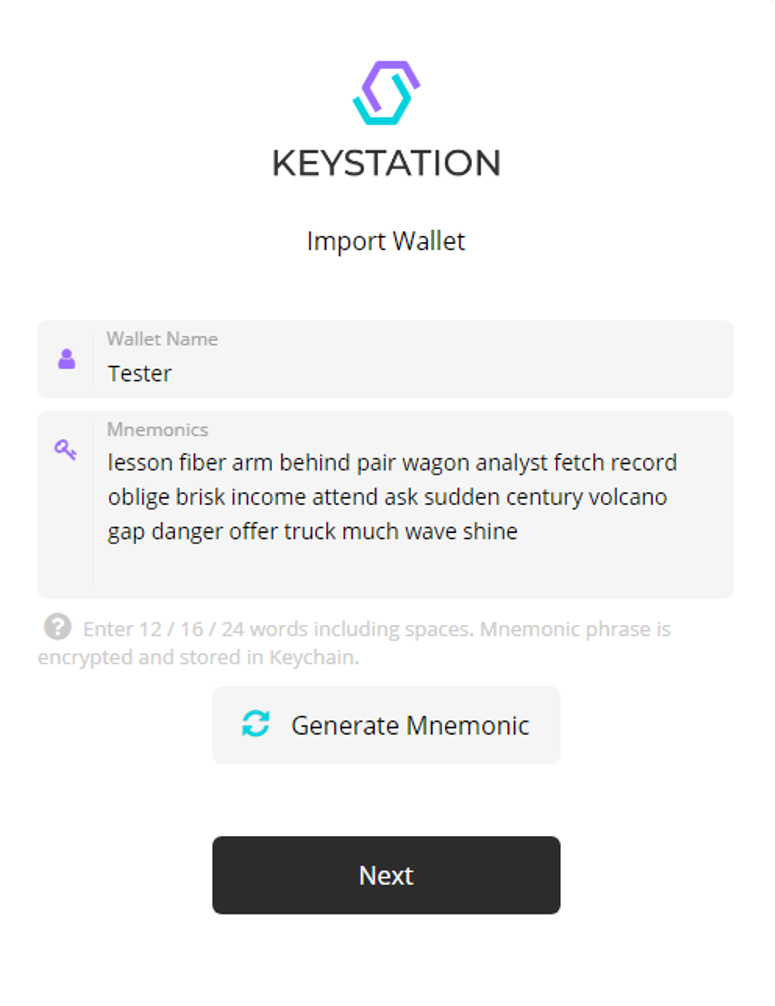 KEYSTATION
Import Wallet
Wallet Name
Tester
Mnemonics
lesson fiber arm behind pair wagon analyst fetch record
oblige brisk income attend ask sudden century volcano
gap danger offer truck much wave shine
? Enter 12 / 16 / 24 words including spaces. Mnemonic phrase is
encrypted and stored in Keychain.
Generate Mnemonic
Next